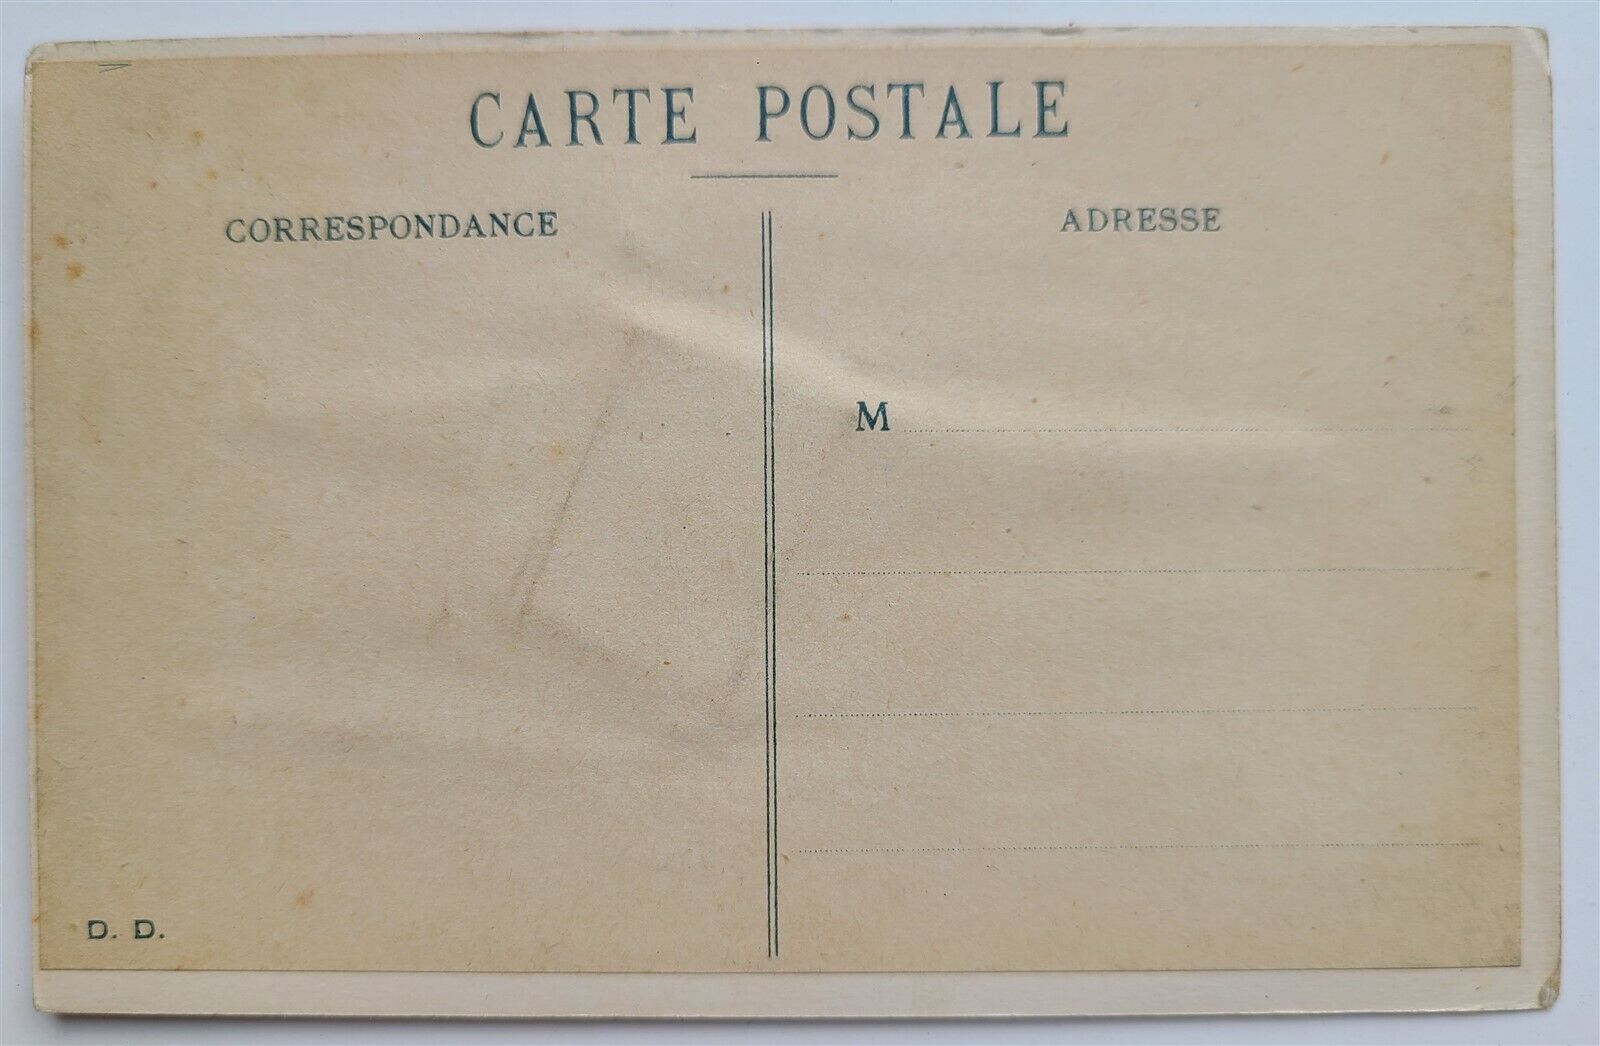 CARTE POSTALE
CORRESPONDANCE
ADRESSE
M
D. D.